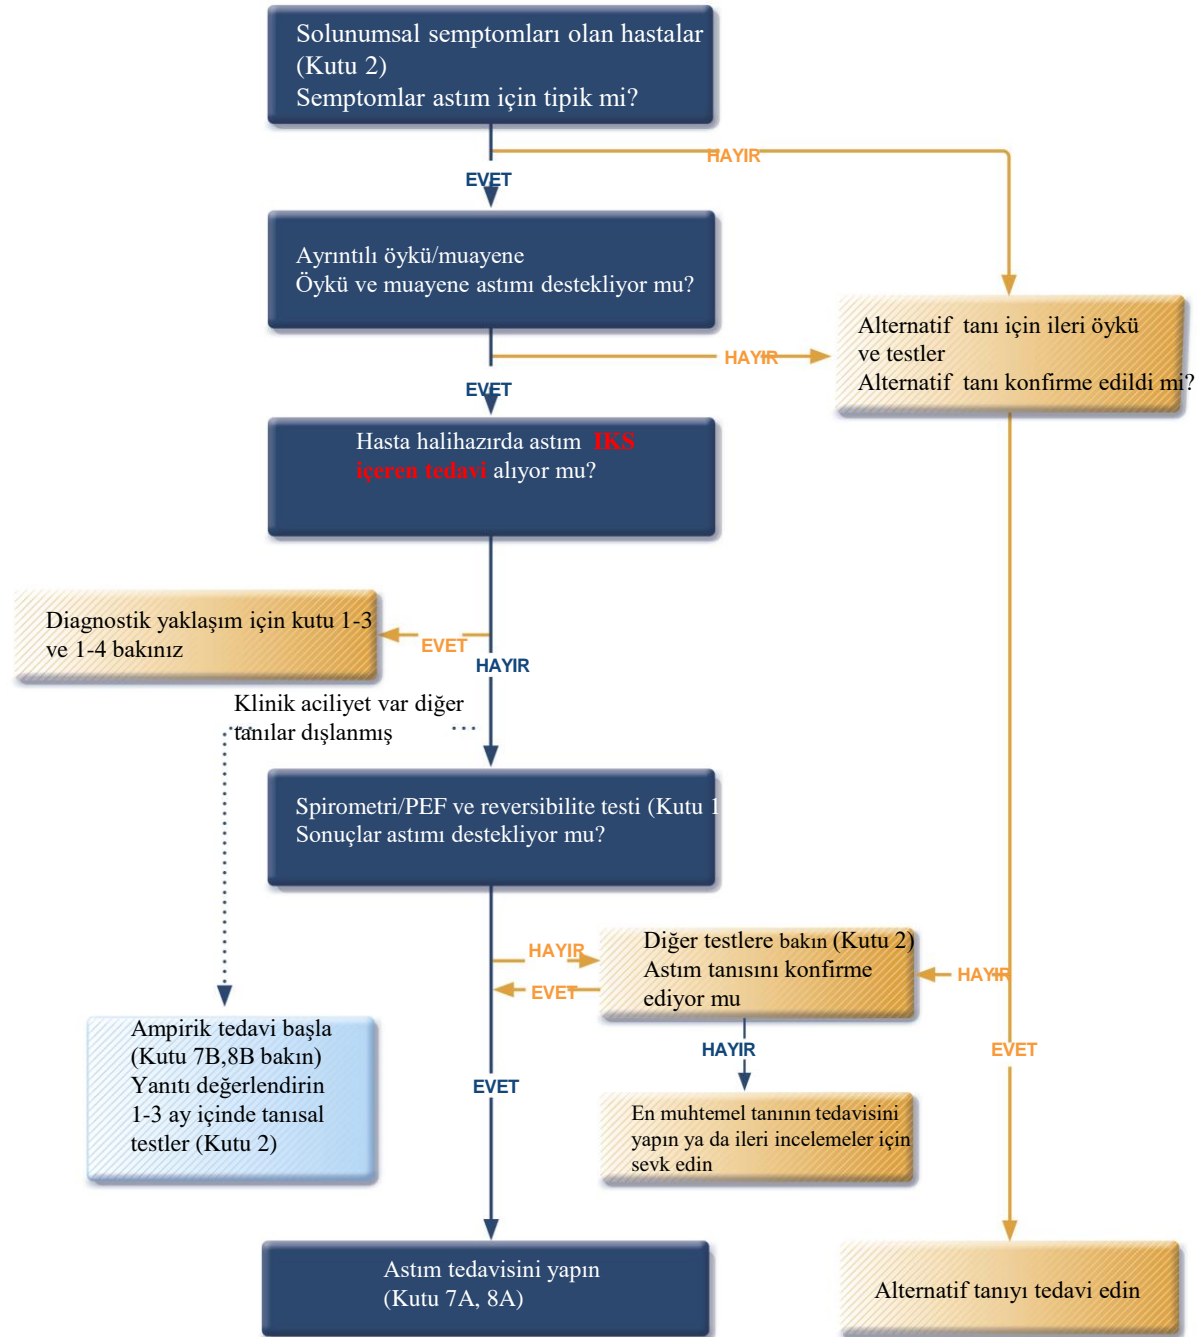 Solunumsal semptomları olan hastalar
(Kutu 2)
Semptomlar astım için tipik mi?
HAYIR
EVET
Ayrıntılı öykü/muayene
Öykü ve muayene astımı destekliyor mu?
Alternatif tanı için ileri öykü
ve testler
Alternatif tanı konfirme edildi mi?
HAYIR
EVET
Hasta halihazırda astım IKS
içeren tedavi alıyor mu?
Diagnostik yaklaşım için kutu 1-3
ve 1-4 bakınız
EVET
HAYIR
Klinik aciliyet var diğer
tanılar dışlanmış
Spirometri/PEF ve reversibilite testi (Kutu 1
Sonuçlar astımı destekliyor mu?
HAYIR
EVET
Diğer testlere bakın (Kutu 2)
Astım tanısını konfirme
ediyor mu
HAYIR
Ampirik tedavi başla
(Kutu 7B,8B bakın)
Yanıtı değerlendirin
1-3 ay içinde tanısal
testler (Kutu 2)
HAYIR
EVET
EVET
En muhtemel tanının tedavisini
yapın ya da ileri incelemeler için
sevk edin
Astım tedavisini yapın
(Kutu 7A, 8A)
Alternatif tanıyı tedavi edin